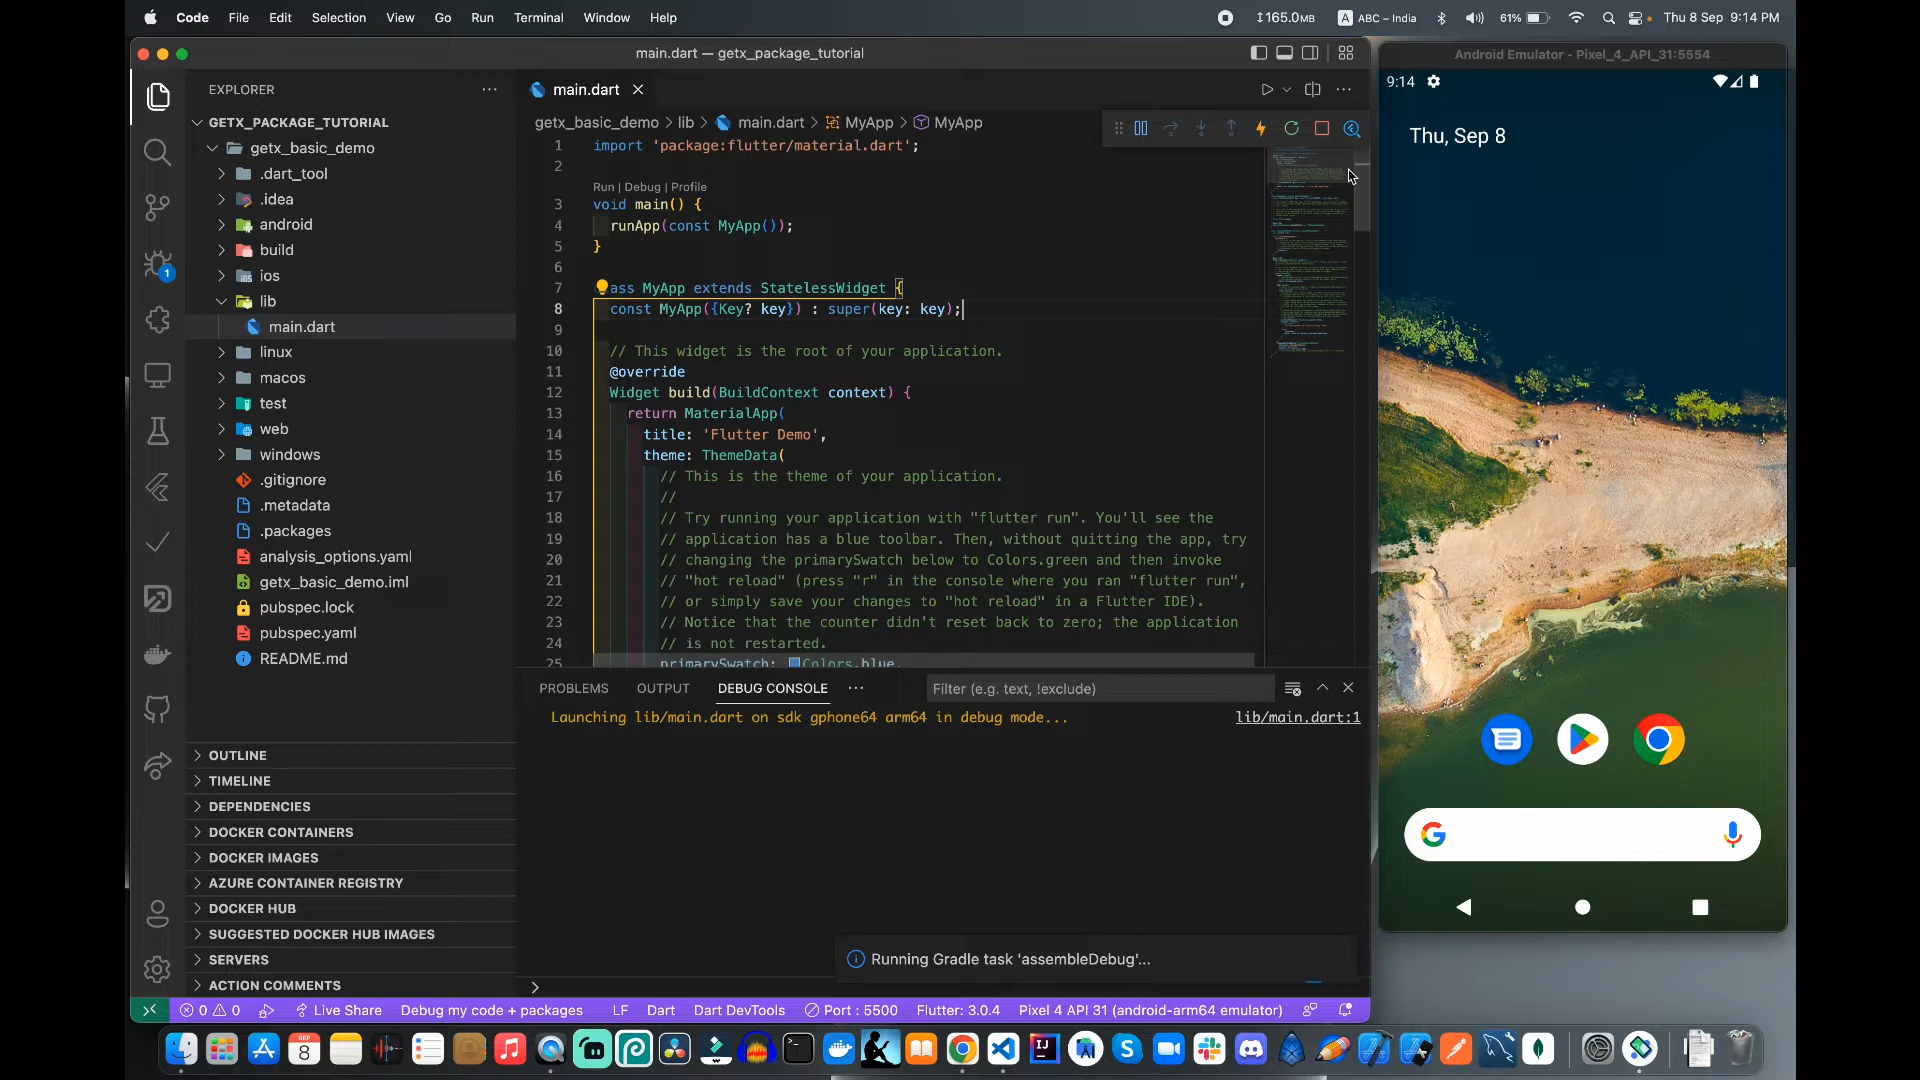 Code File Edit Selection View Go Run Terminal Window Help
165.0MB A ABC – India 61% Thu 8 Sep 9:14 PM
main.dart — getx_package_tutorial
EXPLORER
GETX_PACKAGE_TUTORIAL
getx_basic_demo
.dart_tool
.idea
android
build
ios
lib
main.dart
linux
macos
test
web
windows
.gitignore
.metadata
.packages
analysis_options.yaml
getx_basic_demo.iml
pubspec.lock
pubspec.yaml
README.md
OUTLINE
TIMELINE
DEPENDENCIES
DOCKER CONTAINERS
DOCKER IMAGES
AZURE CONTAINER REGISTRY
DOCKER HUB
SUGGESTED DOCKER HUB IMAGES
SERVERS
ACTION COMMENTS
1
main.dart
getx_basic_demo > lib > main.dart > MyApp > MyApp
1 import 'package:flutter/material.dart';
2
Run | Debug | Profile
3 void main() {
4 runApp(const MyApp());
5 }
6
7 ass MyApp extends StatelessWidget {
8 const MyApp({Key? key}) : super(key: key);
9
10 // This widget is the root of your application.
11 @override
12 Widget build(BuildContext context) {
13 return MaterialApp(
14 title: 'Flutter Demo',
15 theme: ThemeData(
16 // This is the theme of your application.
17 //
18 // Try running your application with "flutter run". You'll see the
19 // application has a blue toolbar. Then, without quitting the app, try
20 // changing the primarySwatch below to Colors.green and then invoke
21 // "hot reload" (press "r" in the console where you ran "flutter run",
22 // or simply save your changes to "hot reload" in a Flutter IDE).
23 // Notice that the counter didn't reset back to zero; the application
24 // is not restarted.
25 primarySwatch: Colors.blue,
PROBLEMS OUTPUT DEBUG CONSOLE Filter (e.g. text, !exclude)
Launching lib/main.dart on sdk gphone64 arm64 in debug mode... lib/main.dart:1
Running Gradle task 'assembleDebug'...
0 0 Live Share Debug my code + packages LF Dart Dart DevTools Port : 5500 Flutter: 3.0.4 Pixel 4 API 31 (android-arm64 emulator)
Android Emulator - Pixel_4_API_31:5554
9:14
Thu, Sep 8
SEP
8